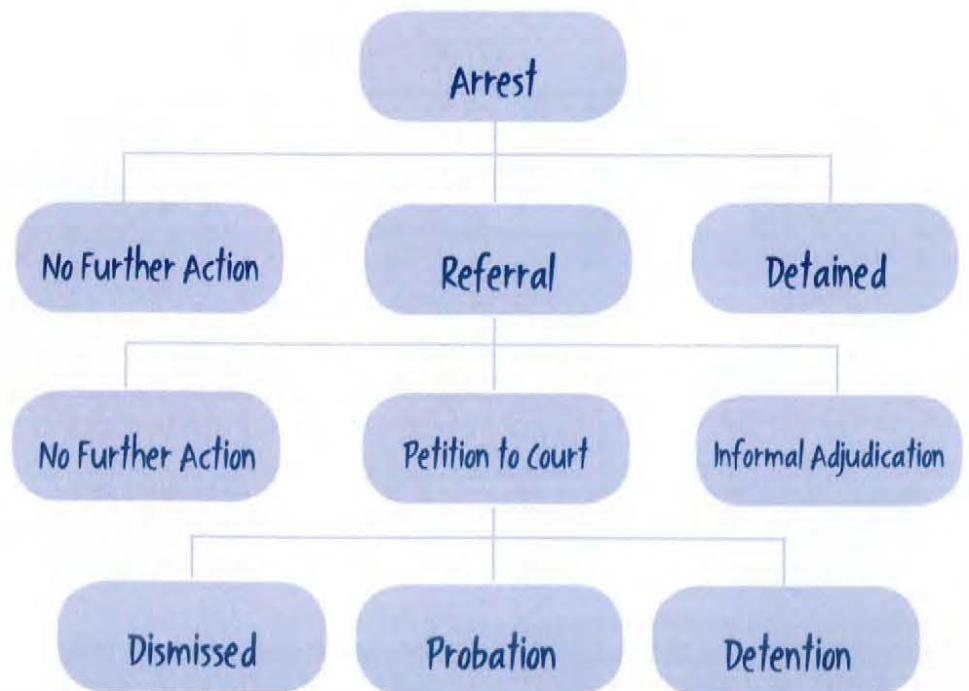 Arrest
No Further Action
Referral
Detained
No Further Action
Petition to Court
Informal Adjudication
Dismissed
Probation
Detention